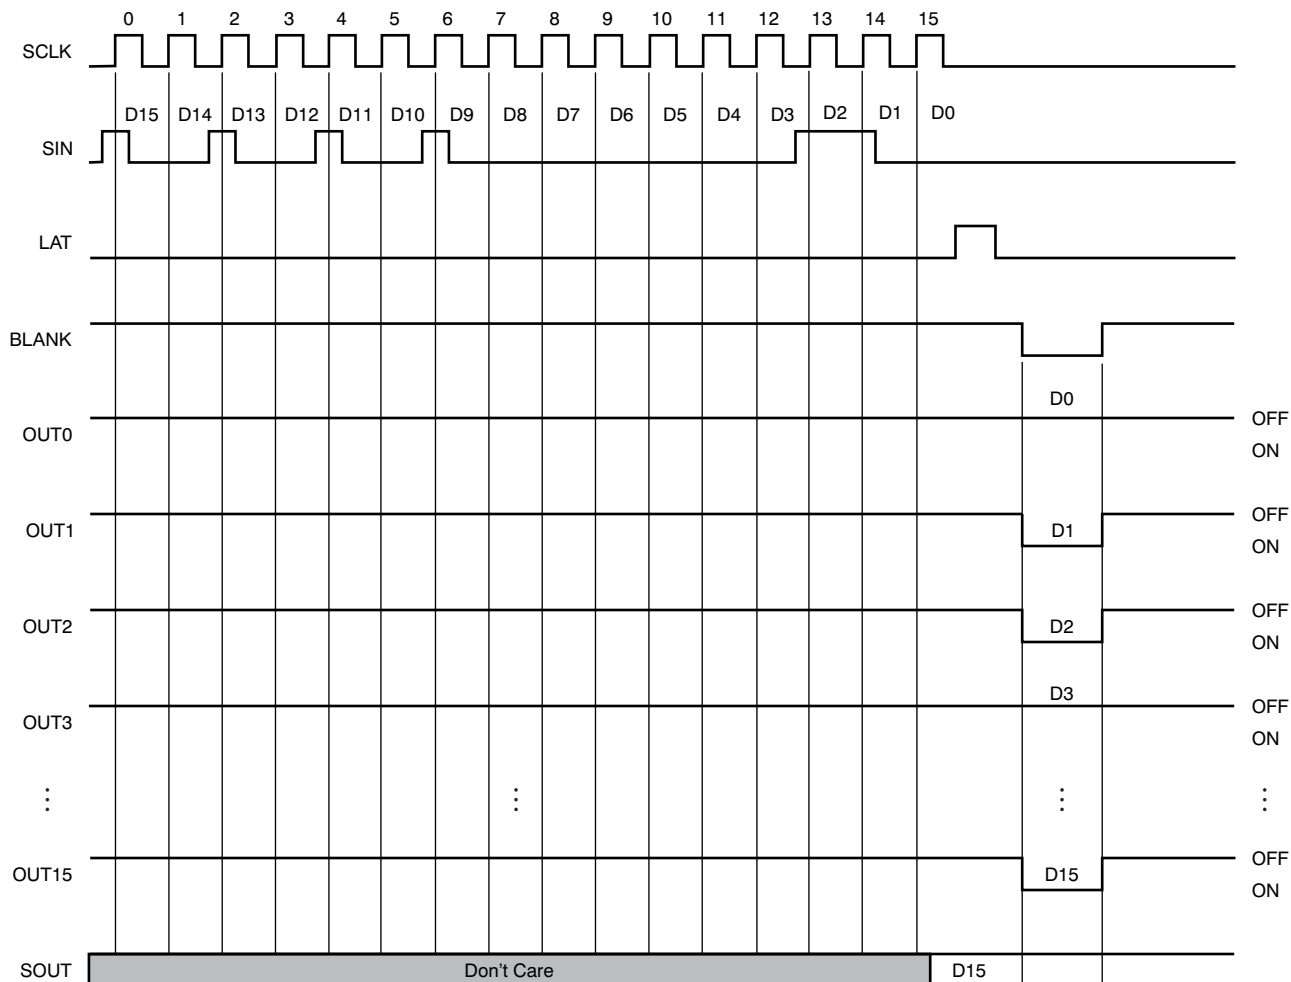 0 1 2 3 4 5 6 7 8 9 10 11 12 13 14 15
SCLK
D15 D14 D13 D12 D11 D10 D9 D8 D7 D6 D5 D4 D3 D2 D1 D0
SIN
LAT
BLANK
D0
OFF
OUT0
ON
OFF
OUT1 D1
ON
OFF
OUT2 D2
ON
D3
OFF
OUT3
ON
OFF
OUT15 D15
ON
SOUT Don't Care D15